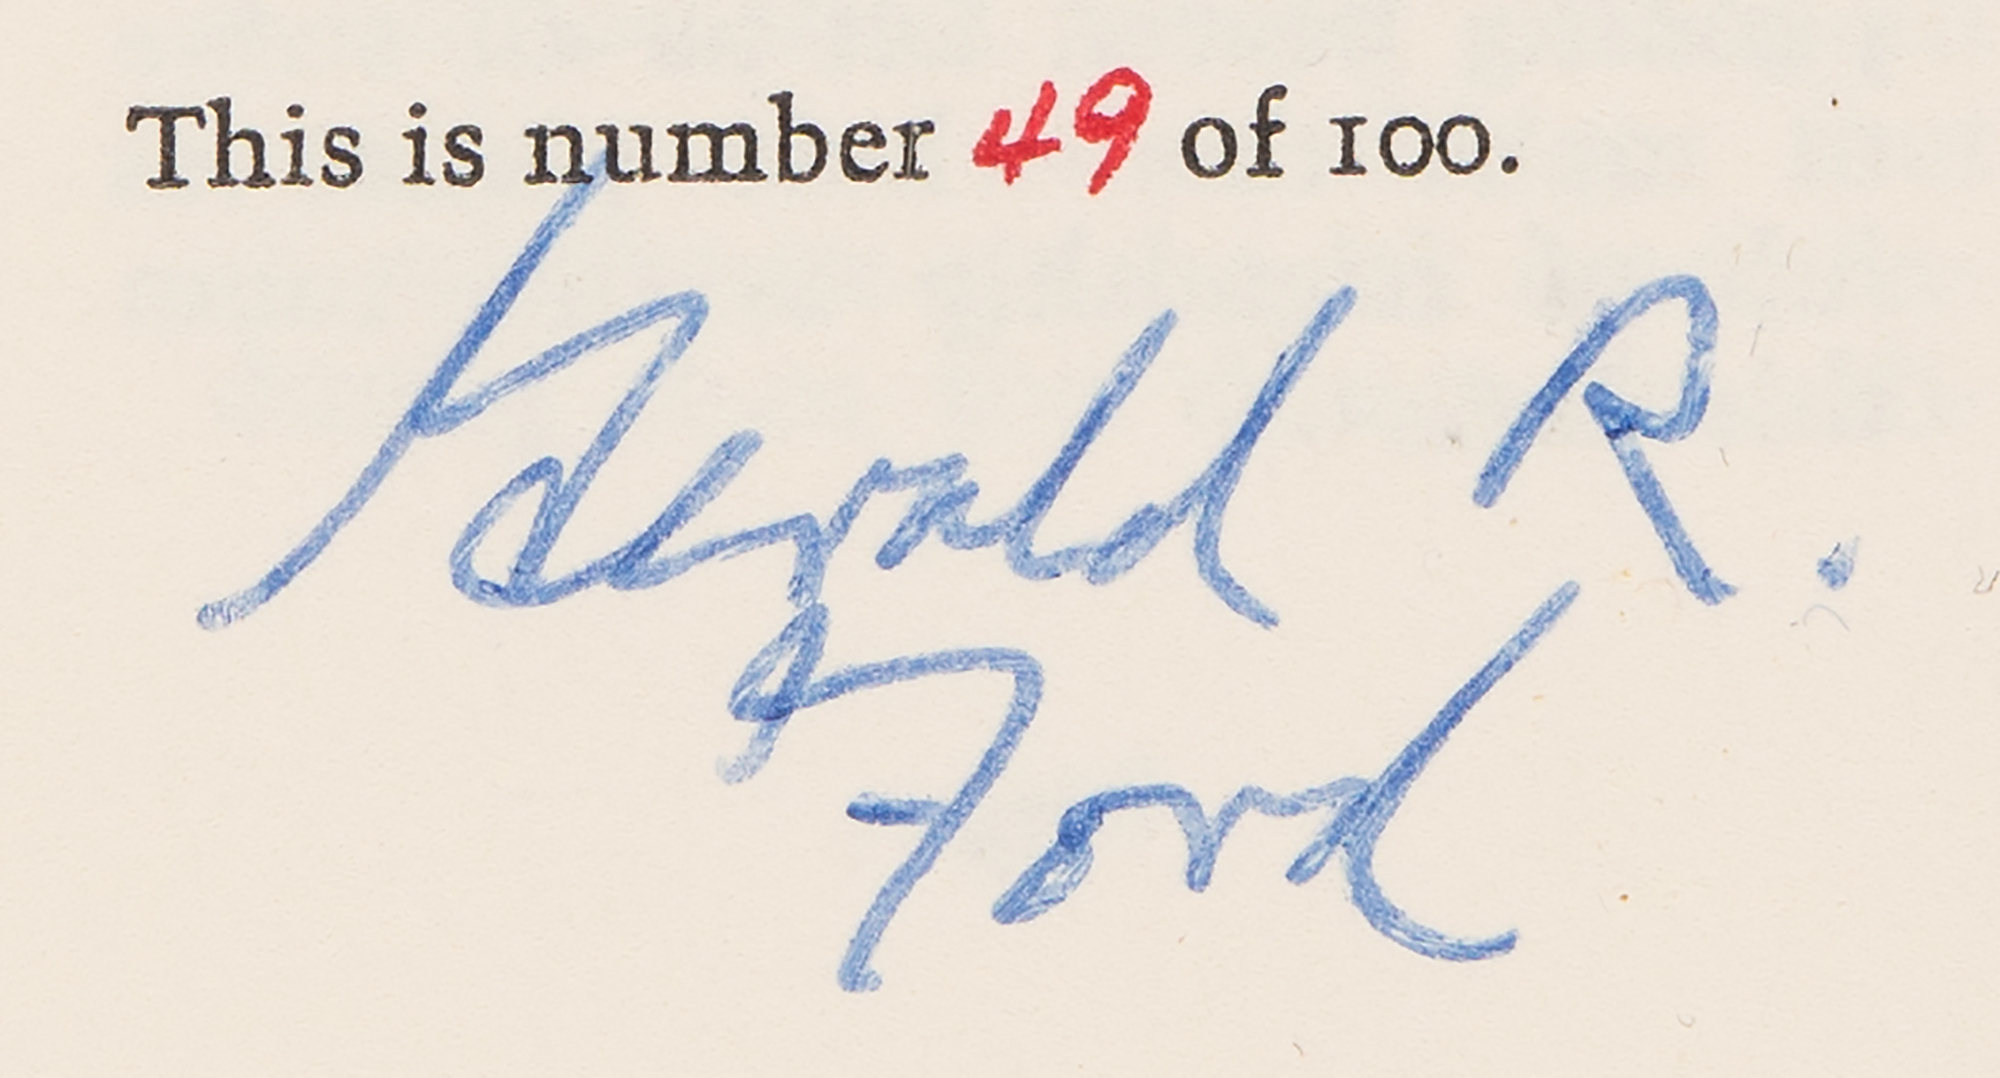 This is number 49 of 100.
Gerald R.
Ford